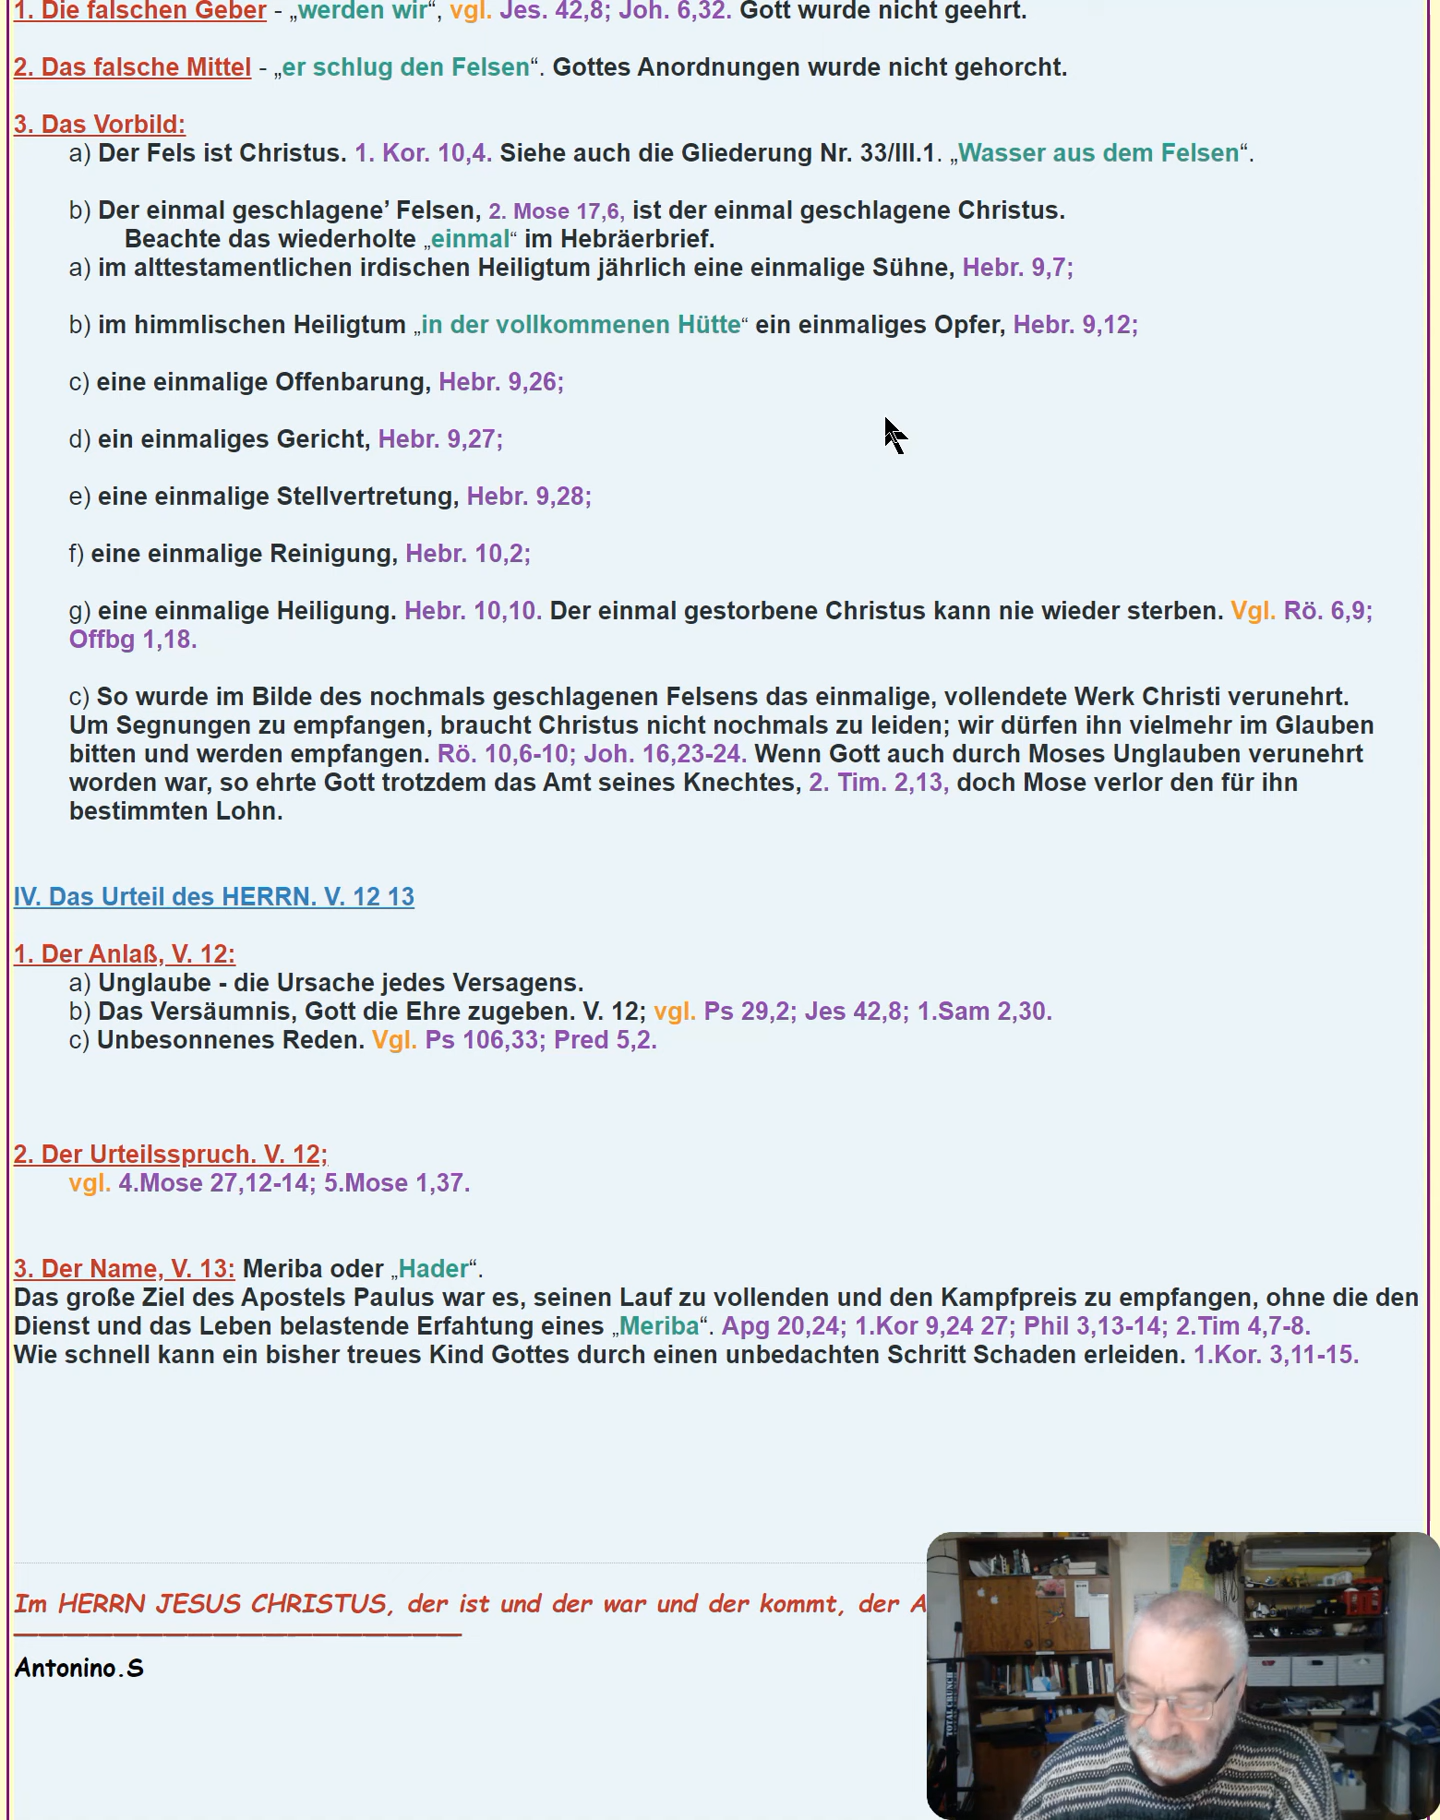 1. Die falschen Geber - „werden wir“, vgl. Jes. 42,8; Joh. 6,32. Gott wurde nicht geehrt.
2. Das falsche Mittel - „er schlug den Felsen“. Gottes Anordnungen wurde nicht gehorcht.
3. Das Vorbild:
a) Der Fels ist Christus. 1. Kor. 10,4. Siehe auch die Gliederung Nr. 33/III.1. „Wasser aus dem Felsen“.
b) Der einmal geschlagene’ Felsen, 2. Mose 17,6, ist der einmal geschlagene Christus.
Beachte das wiederholte „einmal“ im Hebräerbrief.
a) im alttestamentlichen irdischen Heiligtum jährlich eine einmalige Sühne, Hebr. 9,7;
b) im himmlischen Heiligtum „in der vollkommenen Hütte“ ein einmaliges Opfer, Hebr. 9,12;
c) eine einmalige Offenbarung, Hebr. 9,26;
d) ein einmaliges Gericht, Hebr. 9,27;
e) eine einmalige Stellvertretung, Hebr. 9,28;
f) eine einmalige Reinigung, Hebr. 10,2;
g) eine einmalige Heiligung. Hebr. 10,10. Der einmal gestorbene Christus kann nie wieder sterben. Vgl. Rö. 6,9;
Offbg 1,18.
c) So wurde im Bilde des nochmals geschlagenen Felsens das einmalige, vollendete Werk Christi verunehrt.
Um Segnungen zu empfangen, braucht Christus nicht nochmals zu leiden; wir dürfen ihn vielmehr im Glauben
bitten und werden empfangen. Rö. 10,6-10; Joh. 16,23-24. Wenn Gott auch durch Moses Unglauben verunehrt
worden war, so ehrte Gott trotzdem das Amt seines Knechtes, 2. Tim. 2,13, doch Mose verlor den für ihn
bestimmten Lohn.
IV. Das Urteil des HERRN. V. 12 13
1. Der Anlaß, V. 12:
a) Unglaube - die Ursache jedes Versagens.
b) Das Versäumnis, Gott die Ehre zugeben. V. 12; vgl. Ps 29,2; Jes 42,8; 1.Sam 2,30.
c) Unbesonnenes Reden. Vgl. Ps 106,33; Pred 5,2.
2. Der Urteilsspruch. V. 12;
vgl. 4.Mose 27,12-14; 5.Mose 1,37.
3. Der Name, V. 13: Meriba oder „Hader“.
Das große Ziel des Apostels Paulus war es, seinen Lauf zu vollenden und den Kampfpreis zu empfangen, ohne die den
Dienst und das Leben belastende Erfahtung eines „Meriba“. Apg 20,24; 1.Kor 9,24 27; Phil 3,13-14; 2.Tim 4,7-8.
Wie schnell kann ein bisher treues Kind Gottes durch einen unbedachten Schritt Schaden erleiden. 1.Kor. 3,11-15.
Im HERRN JESUS CHRISTUS, der ist und der war und der kommt, der A
Antonino.S
TOTAL CRUNCH